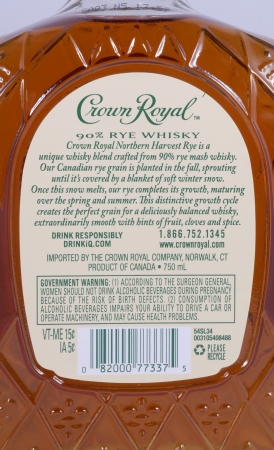 Crown Royal™
90% RYE WHISKY
Crown Royal Northern Harvest Rye is a
unique whisky blend crafted from 90% rye mash whisky.
Our Canadian rye grain is planted in the fall, sprouting
until it's covered by a blanket of soft winter snow.
Once this snow melts, our rye completes its growth, maturing
over the spring and summer. This distinctive growth cycle
creates the perfect grain for a deliciously balanced whisky,
extraordinarily smooth with hints of fruit, cloves and spice.
DRINK RESPONSIBLY 1.866.752.1345
DRINKiQ.COM www.crownroyal.com
IMPORTED BY THE CROWN ROYAL COMPANY, NORWALK, CT
PRODUCT OF CANADA • 750 mL
GOVERNMENT WARNING: (1) ACCORDING TO THE SURGEON GENERAL,
WOMEN SHOULD NOT DRINK ALCOHOLIC BEVERAGES DURING PREGNANCY
BECAUSE OF THE RISK OF BIRTH DEFECTS. (2) CONSUMPTION OF
ALCOHOLIC BEVERAGES IMPAIRS YOUR ABILITY TO DRIVE A CAR OR
OPERATE MACHINERY, AND MAY CAUSE HEALTH PROBLEMS.
VT-ME 15¢
IA 5¢
0 82000 77337 5
54SL34
003105408488
PLEASE
RECYCLE